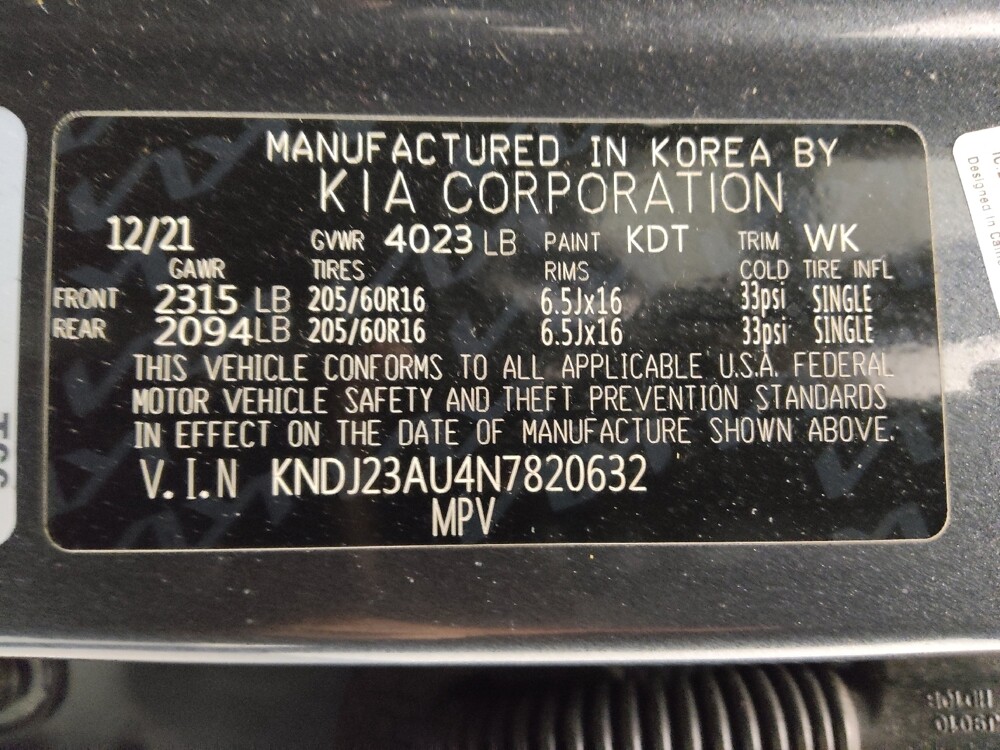 MANUFACTURED IN KOREA BY
KIA CORPORATION
12/21 GVWR 4023 LB PAINT KDT TRIM WK
GAWR TIRES RIMS COLD TIRE INFL
FRONT 2315 LB 205/60R16 6.5Jx16 33psi SINGLE
REAR 2094 LB 205/60R16 6.5Jx16 33psi SINGLE
THIS VEHICLE CONFORMS TO ALL APPLICABLE U.S.A. FEDERAL
MOTOR VEHICLE SAFETY AND THEFT PREVENTION STANDARDS
IN EFFECT ON THE DATE OF MANUFACTURE SHOWN ABOVE.
V.I.N KNDJ23AU4N7820632
MPV
Designed in